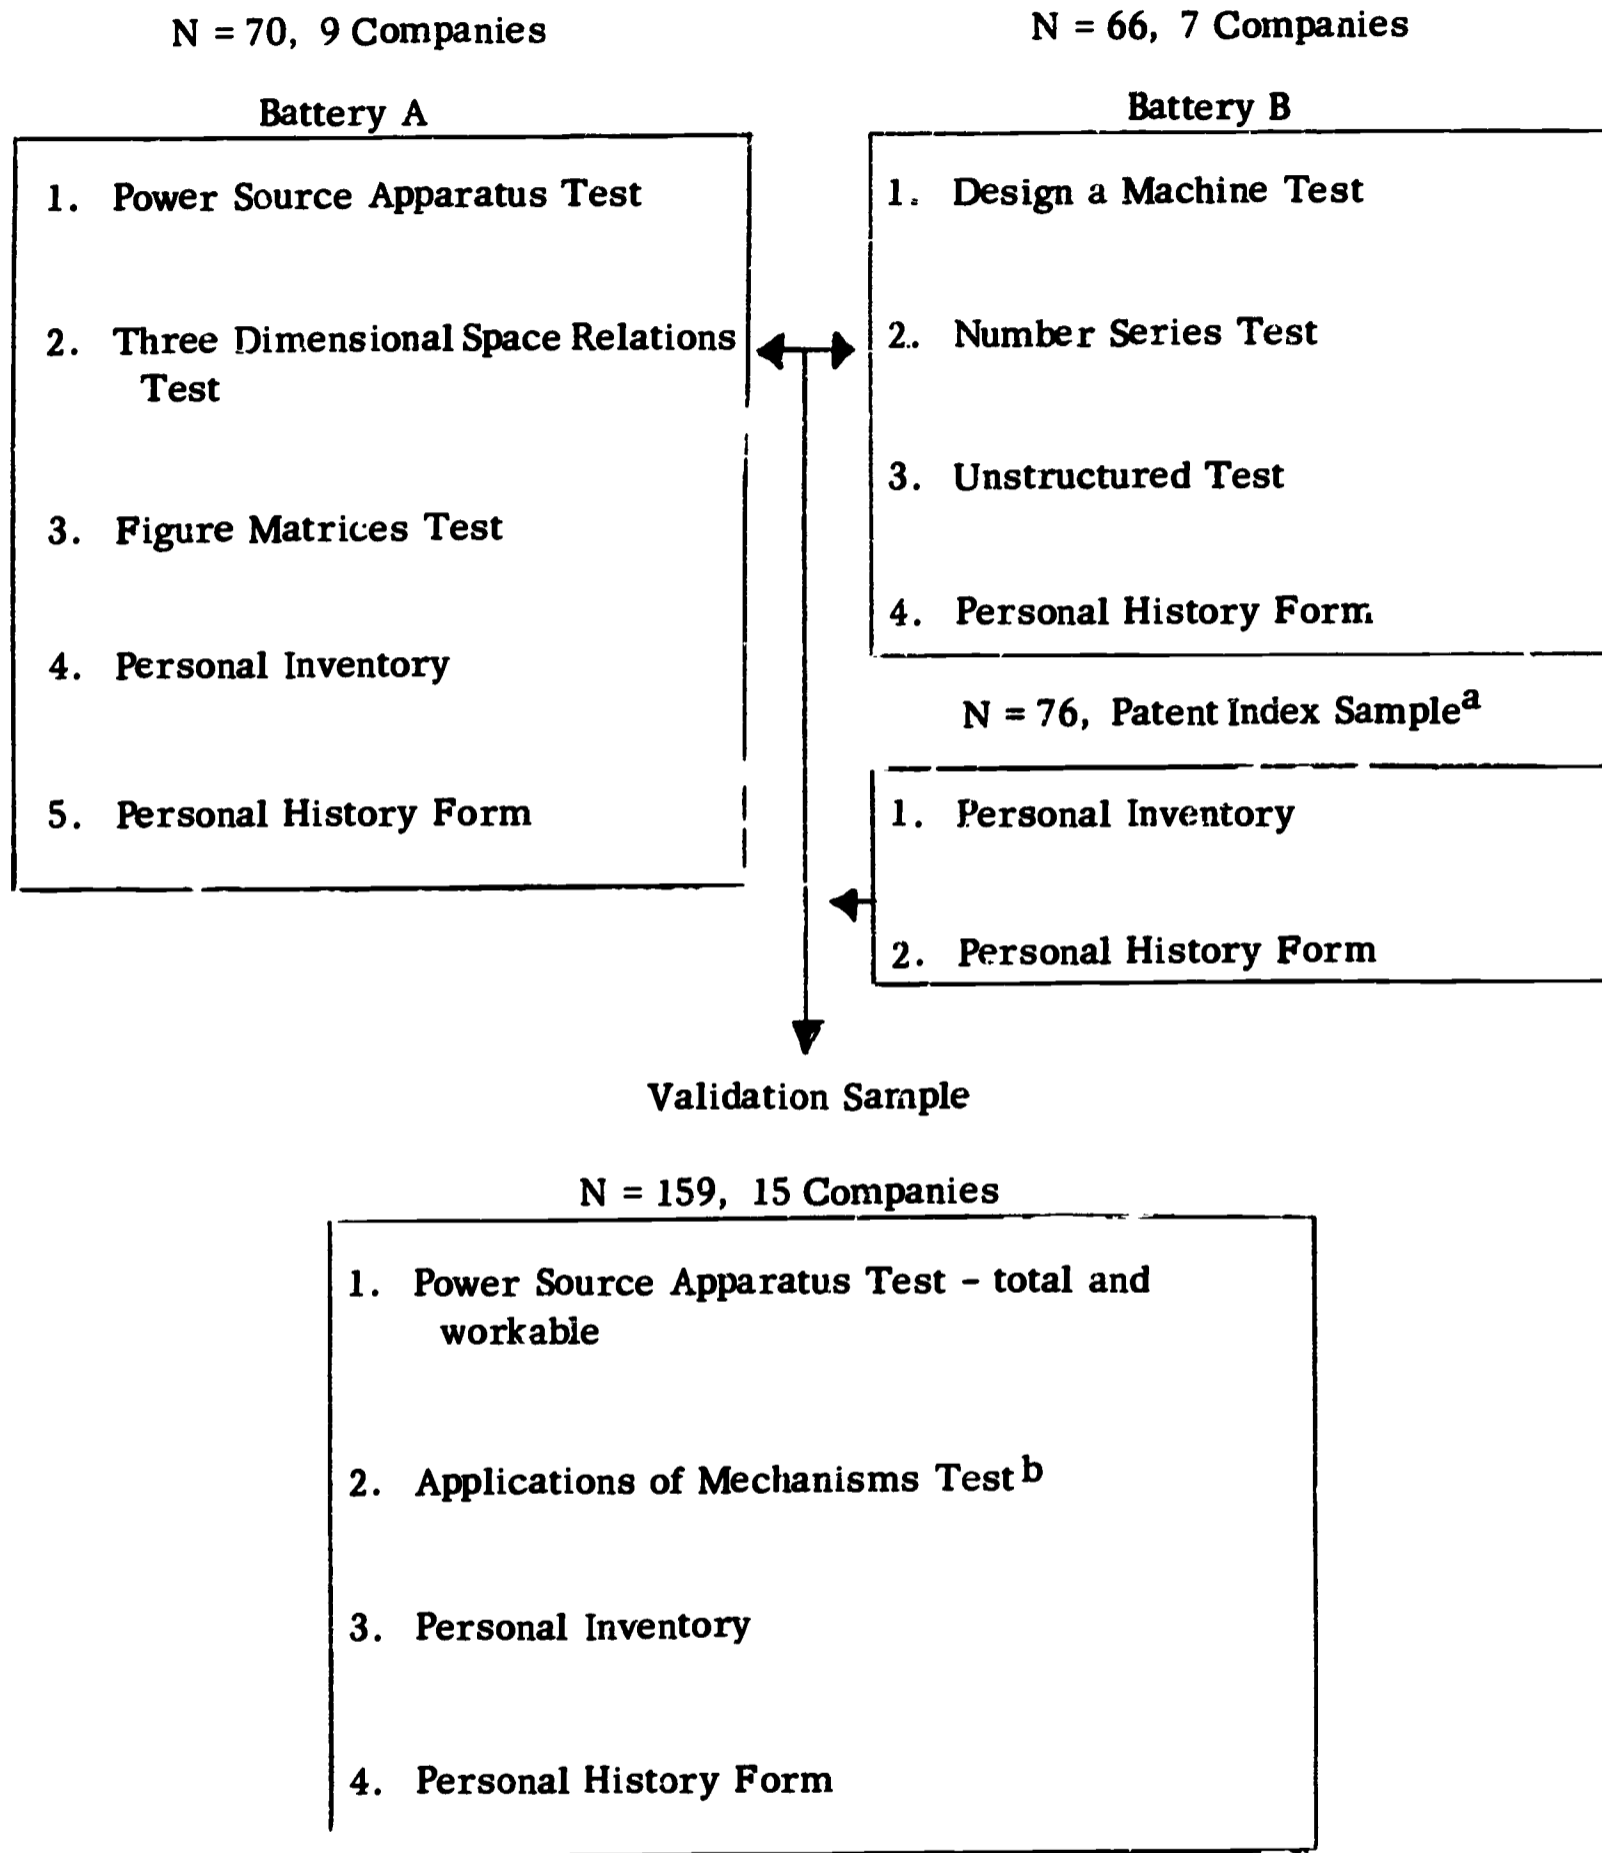 N = 70, 9 Companies
Battery A
1. Power Source Apparatus Test
2. Three Dimensional Space Relations
Test
3. Figure Matrices Test
4. Personal Inventory
5. Personal History Form
N = 66, 7 Companies
Battery B
1. Design a Machine Test
2. Number Series Test
3. Unstructured Test
4. Personal History Form
N = 76, Patent Index Sample a
1. Personal Inventory
2. Personal History Form
Validation Sample
N = 159, 15 Companies
1. Power Source Apparatus Test - total and
workable
2. Applications of Mechanisms Test b
3. Personal Inventory
4. Personal History Form